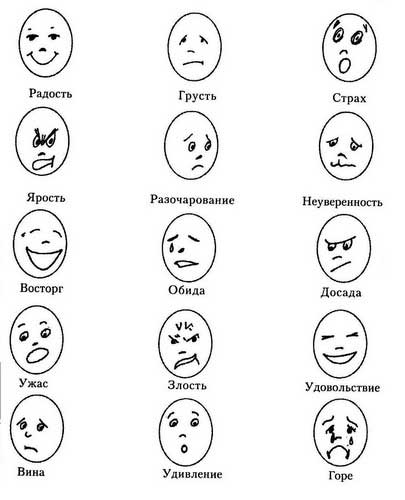 Радость
Грусть
Страх
Ярость
Разочарование
Неуверенность
Восторг
Обида
Досада
Ужас
Злость
Удовольствие
Вина
Удивление
Горе